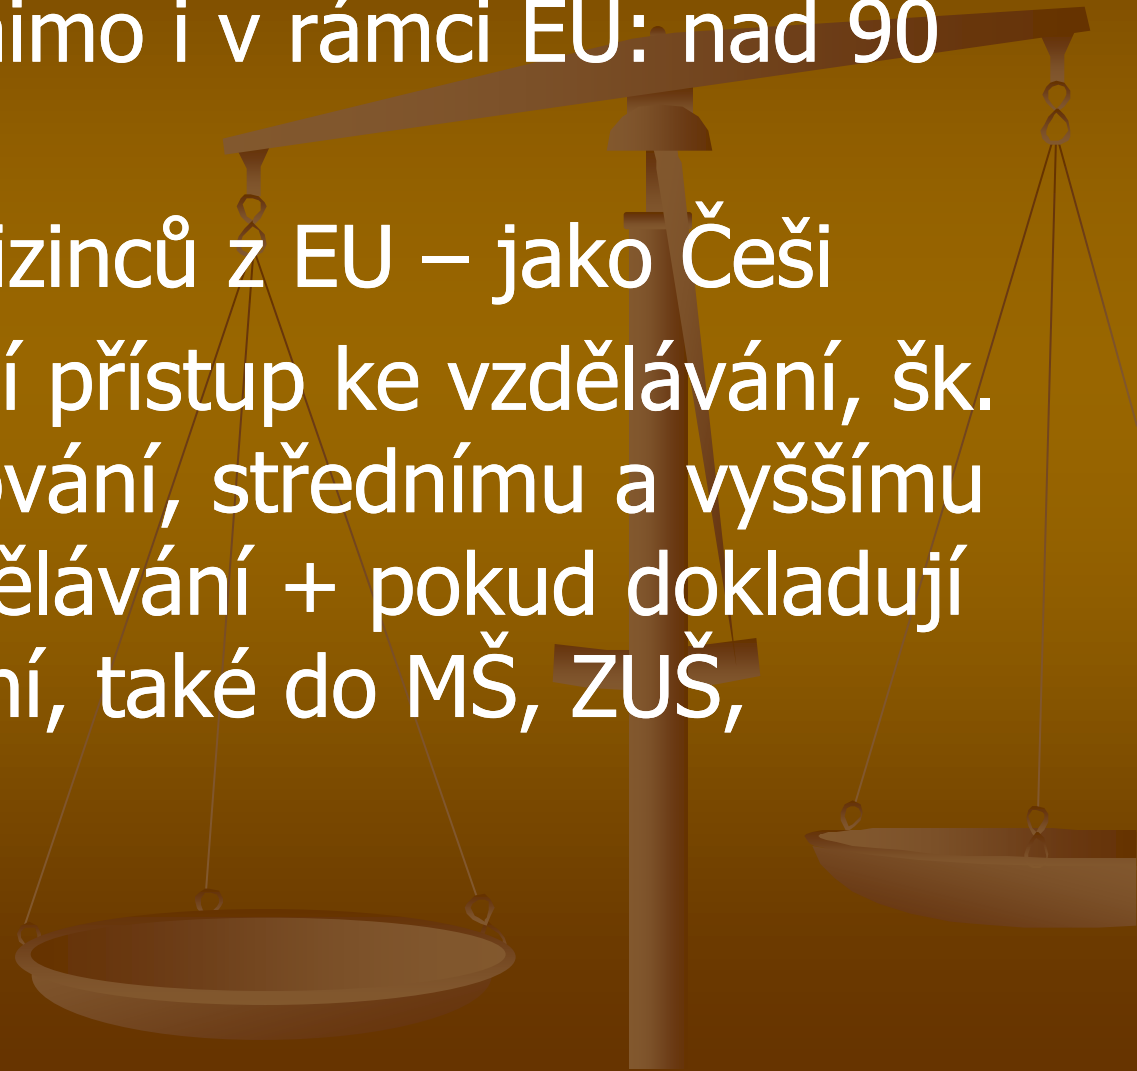 imo i v rámci EU: nad 90
izinců z EU – jako Češi
í přístup ke vzdělávání, šk.
ování, střednímu a vyššímu
ělávání + pokud dokladují
ní, také do MŠ, ZUŠ,